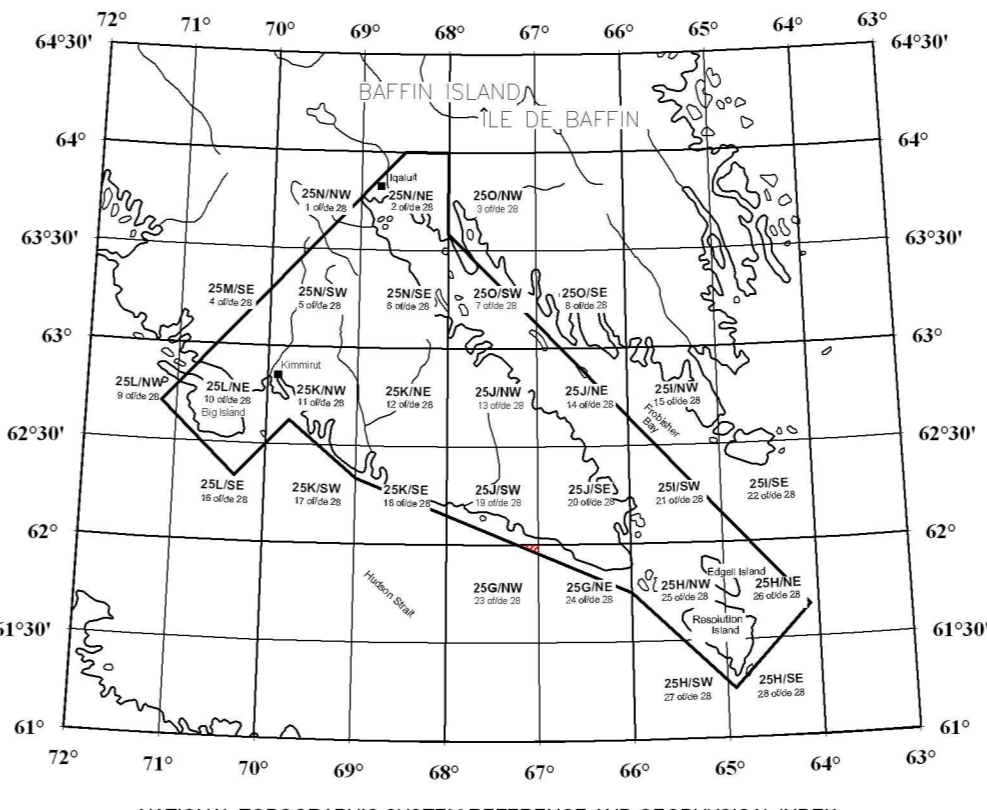 72° 71° 70° 69° 68° 67° 66° 65° 64° 63°
64°30' 64°30'
BAFFIN ISLAND
ÎLE DE BAFFIN
64° 64°
Iqaluit
25N/NW 25N/NE 25O/NW
1 of/de 28 2 of/de 28 3 of/de 28
63°30' 63°30'
25M/SE 25N/SW 25N/SE 25O/SW 25O/SE
4 of/de 28 5 of/de 28 6 of/de 28 7 of/de 28 8 of/de 28
63° 63°
Kimmirut
25L/NW 25L/NE 25K/NW 25K/NE 25J/NW 25J/NE 25I/NW
9 of/de 28 10 of/de 28 11 of/de 28 12 of/de 28 13 of/de 28 14 of/de 28 15 of/de 28
Big Island
Frobisher
Bay
62°30' 62°30'
25L/SE 25K/SW 25K/SE 25J/SW 25J/SE 25I/SW 25I/SE
16 of/de 28 17 of/de 28 18 of/de 28 19 of/de 28 20 of/de 28 21 of/de 28 22 of/de 28
62° 62°
Hudson Strait
Edgell Island
25G/NW 25G/NE 25H/NW 25H/NE
23 of/de 28 24 of/de 28 25 of/de 28 26 of/de 28
Resolution
Island
61°30' 61°30'
25H/SW 25H/SE
27 of/de 28 28 of/de 28
61° 61°
72° 71° 70° 69° 68° 67° 66° 65° 64° 63°
NATIONAL TOPOGRAPHIC SYSTEM REFERENCE AND GEOPHYSICAL INDEX